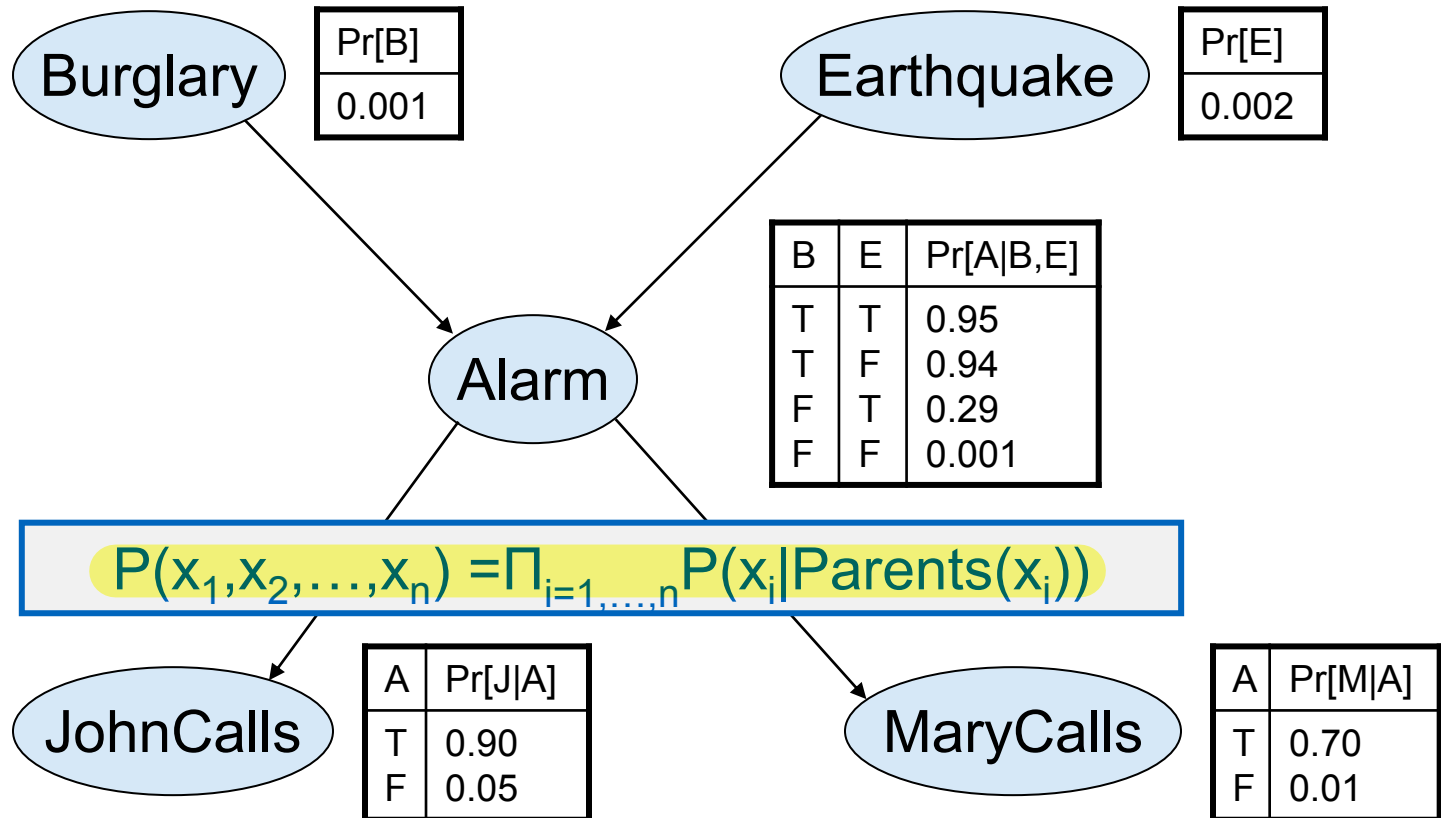 Burglary
Pr[B]
0.001
Earthquake
Pr[E]
0.002
Alarm
B E Pr[A|B,E]
T T 0.95
T F 0.94
F T 0.29
F F 0.001
P(x₁,x₂,…,xₙ) =Πᵢ₌₁,…,ₙP(xᵢ|Parents(xᵢ))
JohnCalls
A Pr[J|A]
T 0.90
F 0.05
MaryCalls
A Pr[M|A]
T 0.70
F 0.01